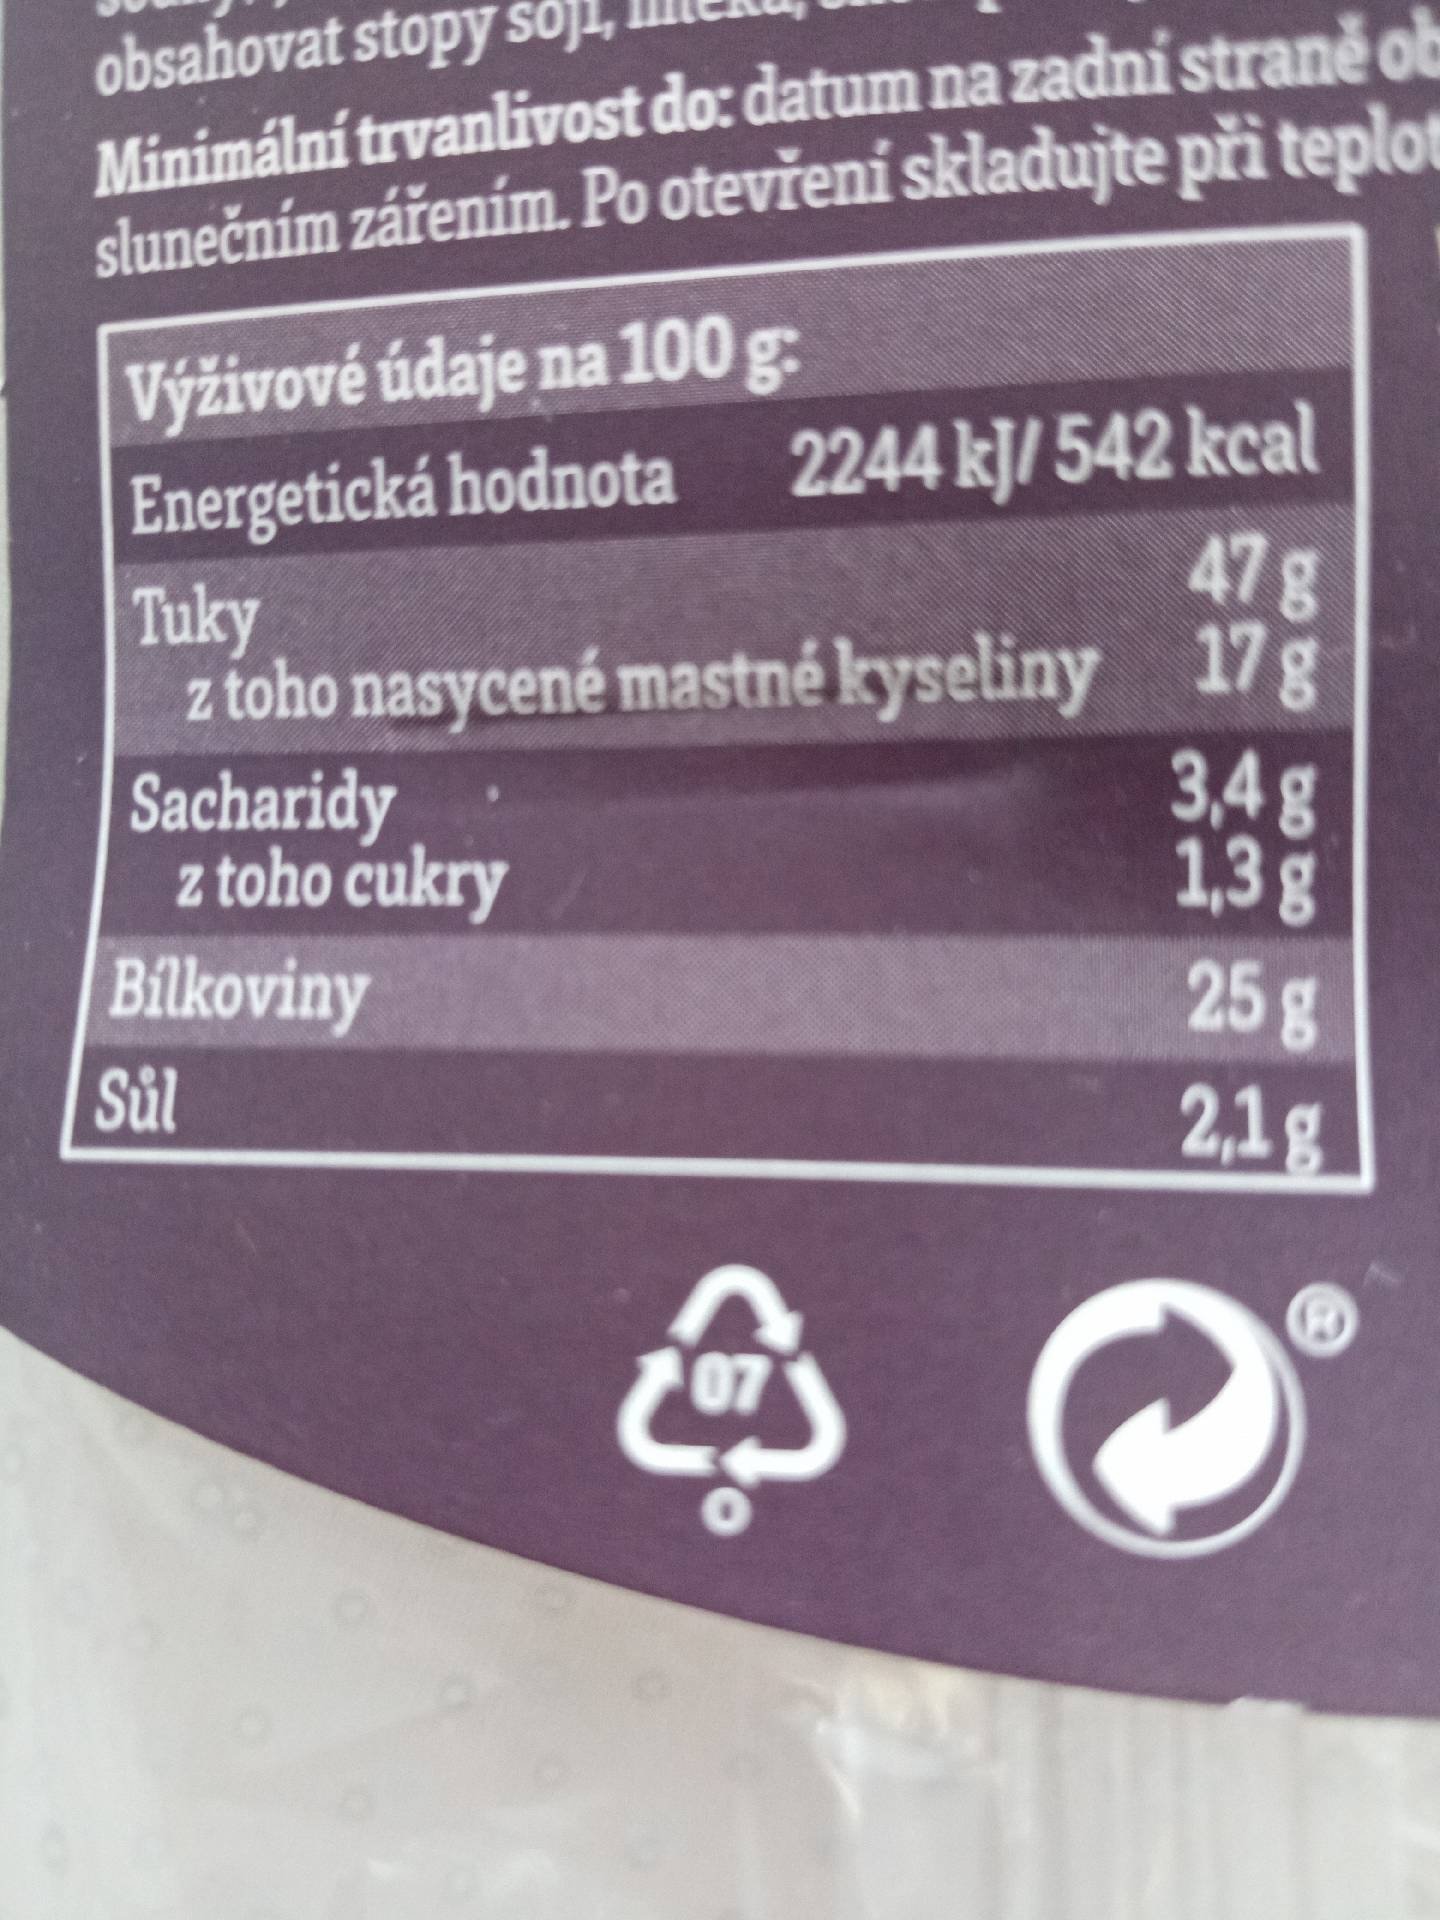 obsahovat stopy sóji,
Minimální trvanlivost do: datum na zadní straně
slunečním zářením. Po otevření skladujte při
Výživové údaje na 100 g:
Energetická hodnota 2244 kJ/ 542 kcal
Tuky 47 g
z toho nasycené mastné kyseliny 17 g
Sacharidy 3,4 g
z toho cukry 1,3 g
Bílkoviny 25 g
Sůl 2,1 g
07
O
®